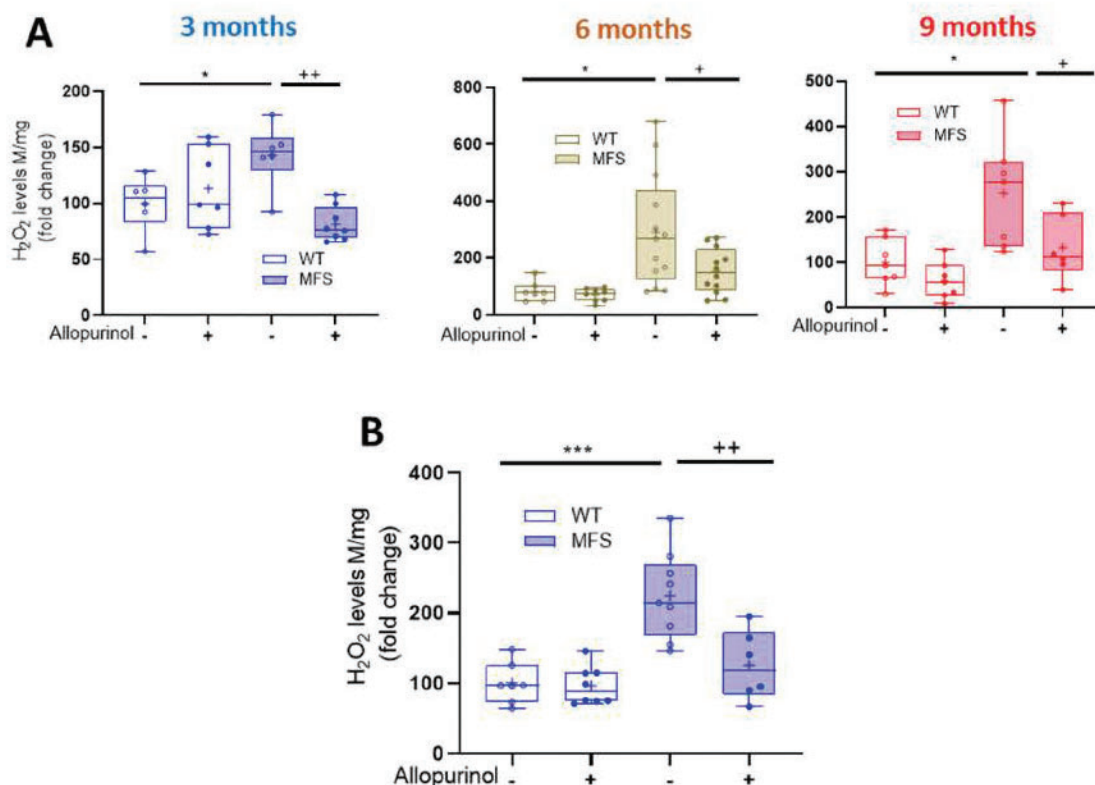 A
3 months
6 months
9 months
* ++
* +
* +
H₂O₂ levels M/mg
(fold change)
200
150
100
50
0
WT
MFS
Allopurinol - + - +
800
600
400
200
0
WT
MFS
- + - +
500
400
300
200
100
0
WT
MFS
- + - +
B
*** ++
H₂O₂ levels M/mg
(fold change)
400
300
200
100
0
WT
MFS
Allopurinol - + - +